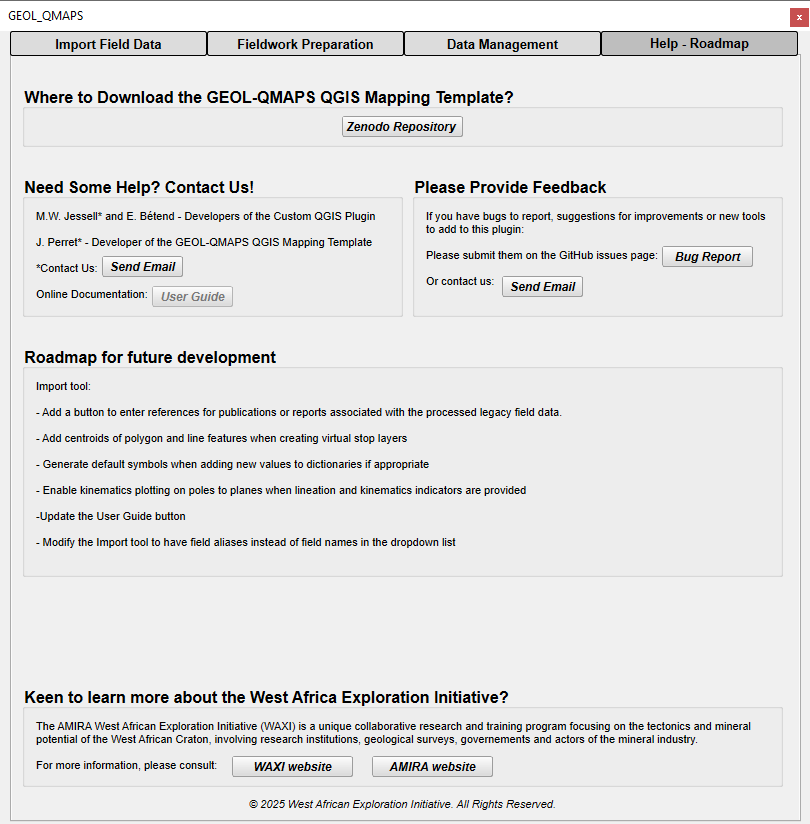 GEOL_QMAPS
x
Import Field Data
Fieldwork Preparation
Data Management
Help - Roadmap
Where to Download the GEOL-QMAPS QGIS Mapping Template?
Zenodo Repository
Need Some Help? Contact Us!
M.W. Jessell* and E. Bétend - Developers of the Custom QGIS Plugin
J. Perret* - Developer of the GEOL-QMAPS QGIS Mapping Template
*Contact Us: Send Email
Online Documentation: User Guide
Please Provide Feedback
If you have bugs to report, suggestions for improvements or new tools
to add to this plugin:
Please submit them on the GitHub issues page: Bug Report
Or contact us: Send Email
Roadmap for future development
Import tool:
- Add a button to enter references for publications or reports associated with the processed legacy field data.
- Add centroids of polygon and line features when creating virtual stop layers
- Generate default symbols when adding new values to dictionaries if appropriate
- Enable kinematics plotting on poles to planes when lineation and kinematics indicators are provided
-Update the User Guide button
- Modify the Import tool to have field aliases instead of field names in the dropdown list
Keen to learn more about the West Africa Exploration Initiative?
The AMIRA West African Exploration Initiative (WAXI) is a unique collaborative research and training program focusing on the tectonics and mineral
potential of the West African Craton, involving research institutions, geological surveys, governements and actors of the mineral industry.
For more information, please consult: WAXI website AMIRA website
© 2025 West African Exploration Initiative. All Rights Reserved.